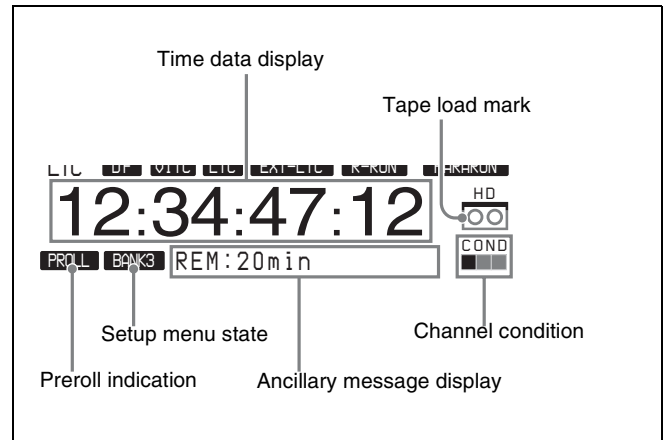 Time data display
Tape load mark
LTC DF VITC LTC EXT-LTC R-RUN PARARUN
HD
12:34:47:12
COND
PROLL BANK3 REM:20min
Setup menu state
Channel condition
Preroll indication
Ancillary message display